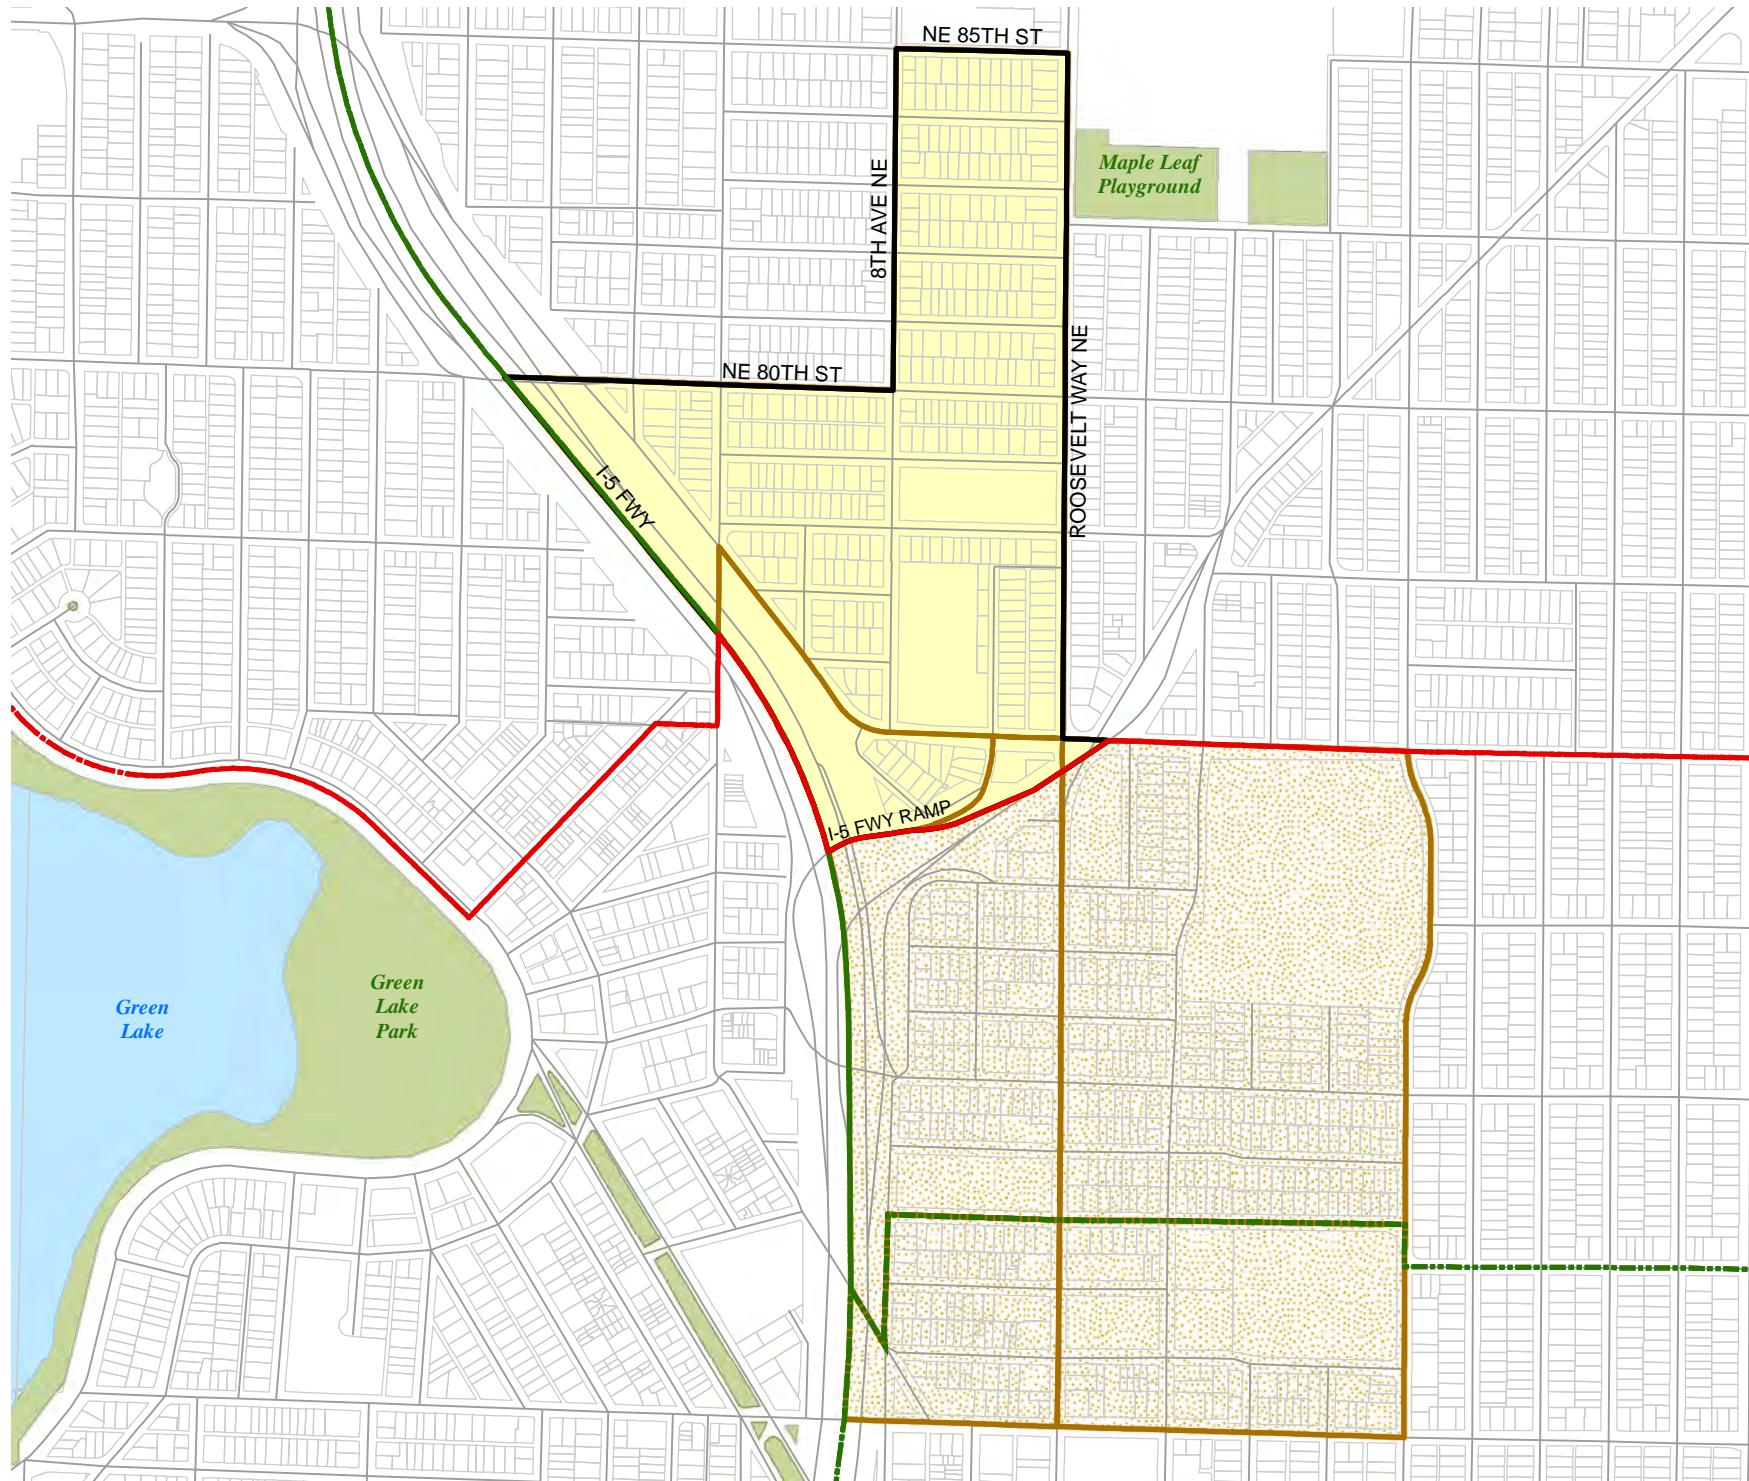 NE 85TH ST
Maple Leaf
Playground
8TH AVE NE
NE 80TH ST
ROOSEVELT WAY NE
I-5 FWY
I-5 FWY RAMP
Green
Lake
Park
Green
Lake